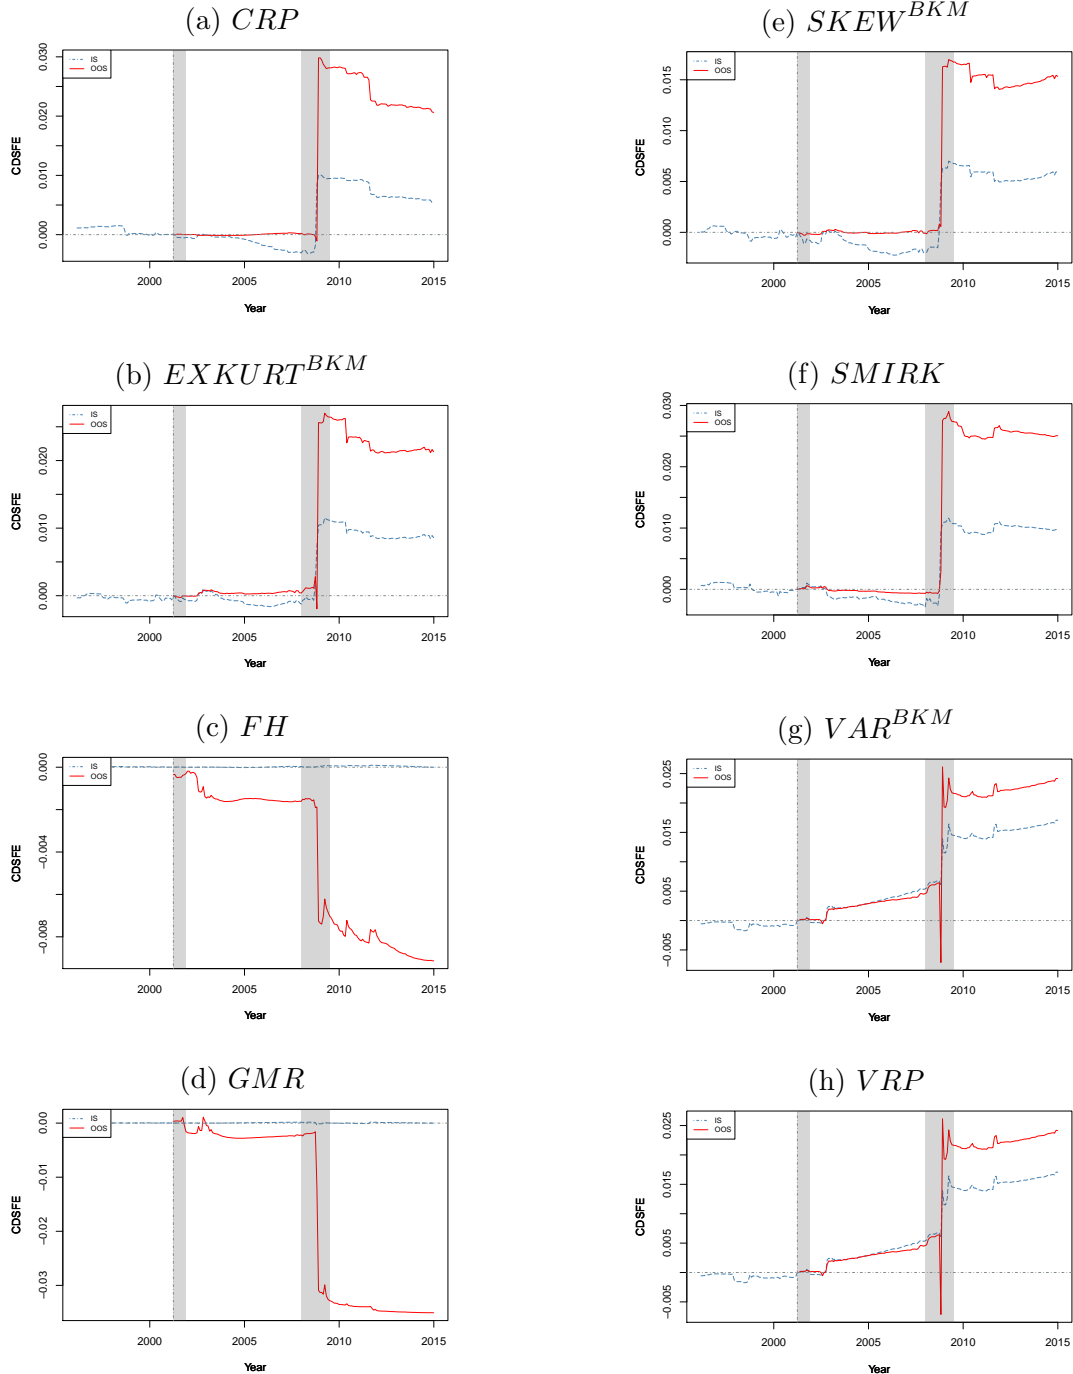 (a) CRP
CDSFE
0.000 0.010 0.020 0.030
IS
OOS
2000 2005 2010 2015
Year
(b) EXKURT^BKM
CDSFE
0.000 0.010 0.020
IS
OOS
2000 2005 2010 2015
Year
(c) FH
CDSFE
−0.008 −0.004 0.000
IS
OOS
2000 2005 2010 2015
Year
(d) GMR
CDSFE
−0.03 −0.02 −0.01 0.00
IS
OOS
2000 2005 2010 2015
Year
(e) SKEW^BKM
CDSFE
0.000 0.005 0.010 0.015
IS
OOS
2000 2005 2010 2015
Year
(f) SMIRK
CDSFE
0.000 0.010 0.020 0.030
IS
OOS
2000 2005 2010 2015
Year
(g) VAR^BKM
CDSFE
−0.005 0.005 0.015 0.025
IS
OOS
2000 2005 2010 2015
Year
(h) VRP
CDSFE
−0.005 0.005 0.015 0.025
IS
OOS
2000 2005 2010 2015
Year